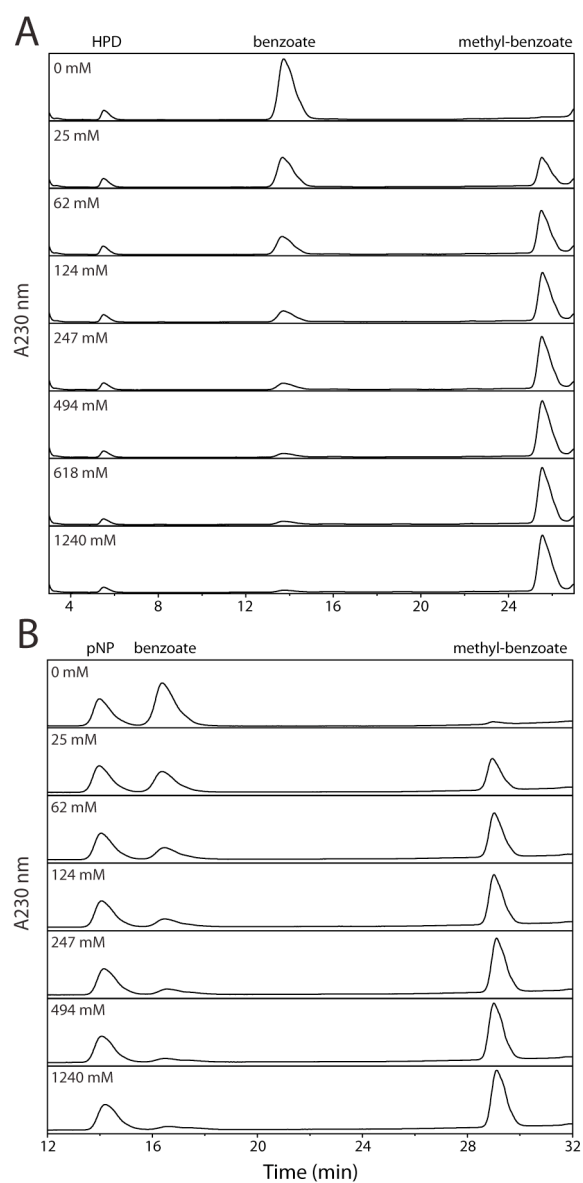 A
HPD benzoate methyl-benzoate
0 mM
25 mM
62 mM
124 mM
247 mM
494 mM
618 mM
1240 mM
A230 nm
4 8 12 16 20 24
B
pNP benzoate methyl-benzoate
0 mM
25 mM
62 mM
124 mM
247 mM
494 mM
1240 mM
A230 nm
12 16 20 24 28 32
Time (min)